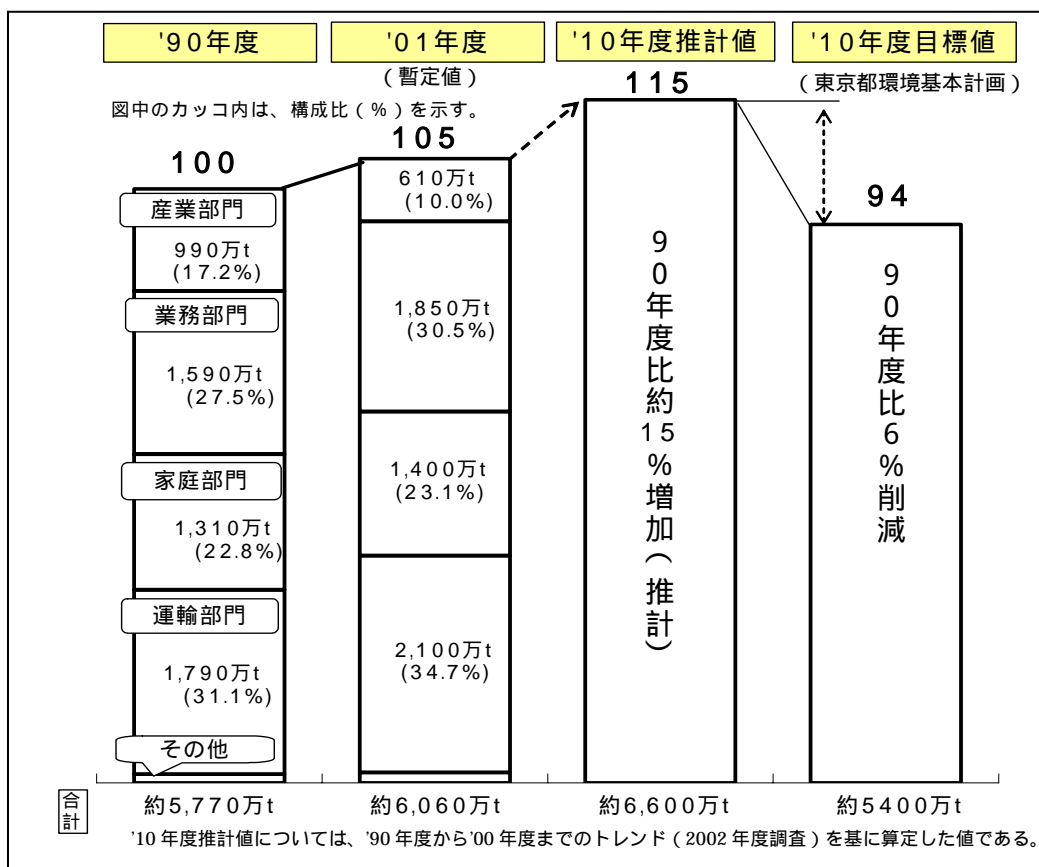 '90年度
'01年度
(暫定値)
'10年度推計値
'10年度目標値
(東京都環境基本計画)
図中のカッコ内は、構成比(%)を示す。
100
105
115
94
産業部門
990万t
(17.2%)
業務部門
1,590万t
(27.5%)
家庭部門
1,310万t
(22.8%)
運輸部門
1,790万t
(31.1%)
その他
610万t
(10.0%)
1,850万t
(30.5%)
1,400万t
(23.1%)
2,100万t
(34.7%)
90年度比約15%増加(推計)
90年度比6%削減
合計
約5,770万t
約6,060万t
約6,600万t
約5400万t
'10年度推計値については、'90年度から'00年度までのトレンド(2002年度調査)を基に算定した値である。